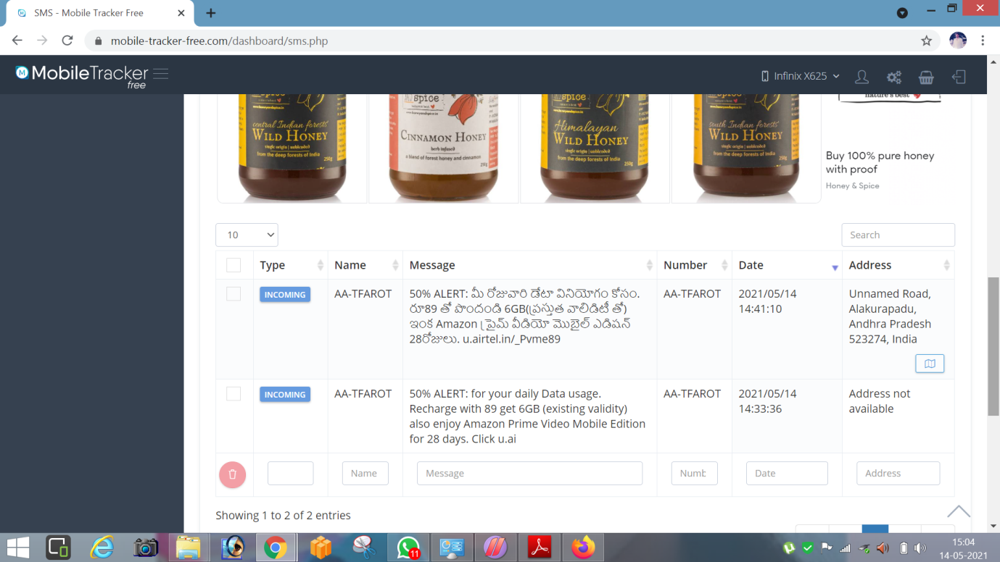 SMS - Mobile Tracker Free
mobile-tracker-free.com/dashboard/sms.php
MobileTracker
free
Infinix X625
spice
central Indian forests'
WILD HONEY
single origin | unblended
from the deep forests of India
250g
spice
CINNAMON HONEY
herb infused
a blend of forest honey and cinnamon
250g
spice
Himalayan
WILD HONEY
single origin | unblended
from the deep forests of India
250g
spice
south Indian forests'
WILD HONEY
single origin | unblended
from the deep forests of India
250g
nature's best
Buy 100% pure honey
with proof
Honey & Spice
10
Search
Type Name Message Number Date Address
INCOMING AA-TFAROT 50% ALERT: మీ రోజువారి డేటా వినియోగం కోసం. AA-TFAROT 2021/05/14 Unnamed Road,
రూ89 తో పొందండి 6GB(ప్రస్తుత వాలిడిటీ తో) 14:41:10 Alakurapadu,
ఇంక Amazon ప్రైమ్ వీడియో మొబైల్ ఎడిషన్ Andhra Pradesh
28రోజులు. u.airtel.in/_Pvme89 523274, India
INCOMING AA-TFAROT 50% ALERT: for your daily Data usage. AA-TFAROT 2021/05/14 Address not
Recharge with 89 get 6GB (existing validity) 14:33:36 available
also enjoy Amazon Prime Video Mobile Edition
for 28 days. Click u.ai
Name Message Numb Date Address
Showing 1 to 2 of 2 entries
11
15:04
14-05-2021